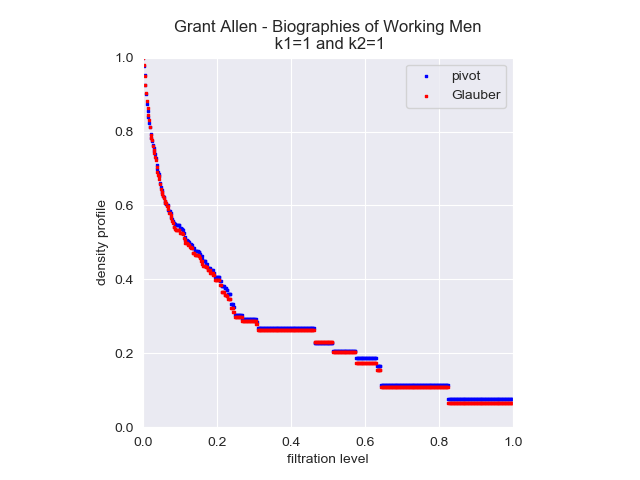 Grant Allen - Biographies of Working Men
k1=1 and k2=1
pivot
Glauber
1.0
0.8
0.6
0.4
0.2
0.0
density profile
0.0 0.2 0.4 0.6 0.8 1.0
filtration level